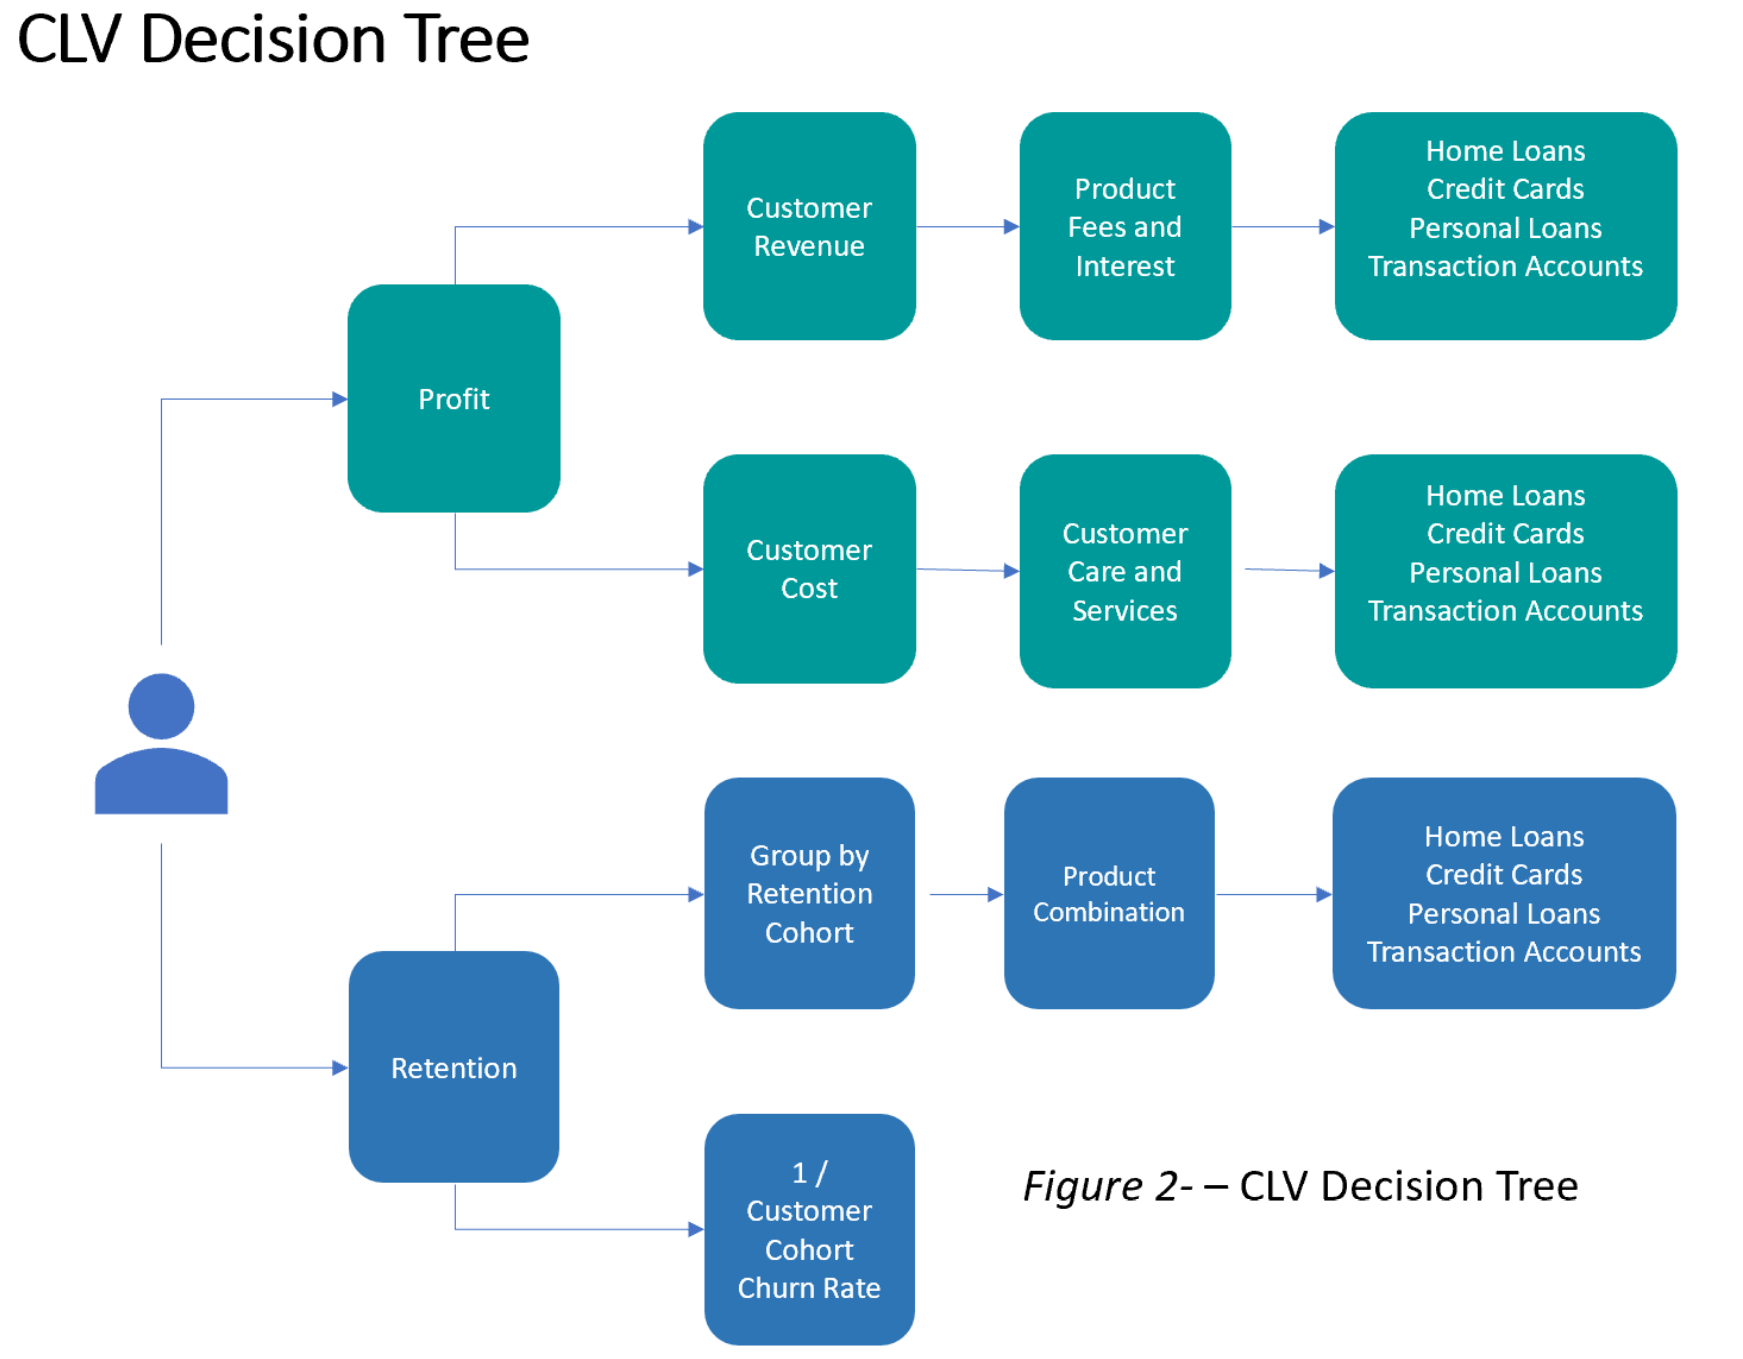 CLV Decision Tree
Customer
Revenue
Product
Fees and
Interest
Home Loans
Credit Cards
Personal Loans
Transaction Accounts
Profit
Customer
Cost
Customer
Care and
Services
Home Loans
Credit Cards
Personal Loans
Transaction Accounts
Group by
Retention
Cohort
Product
Combination
Home Loans
Credit Cards
Personal Loans
Transaction Accounts
Retention
1 /
Customer
Cohort
Churn Rate
Figure 2- – CLV Decision Tree